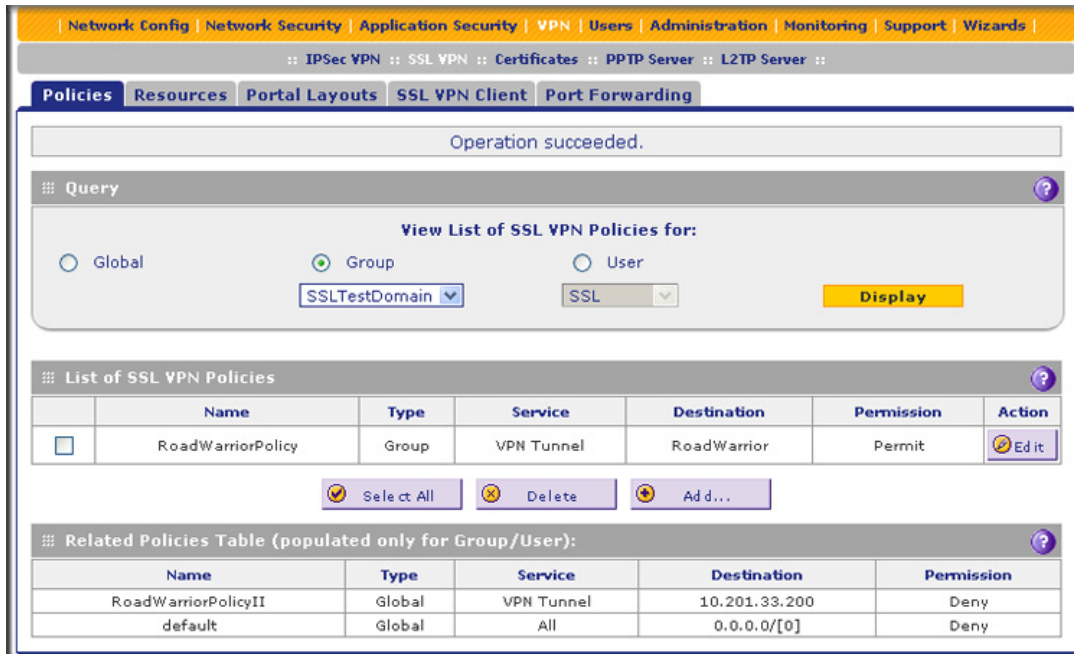 | Network Config | Network Security | Application Security | VPN | Users | Administration | Monitoring | Support | Wizards |
:: IPSec VPN :: SSL VPN :: Certificates :: PPTP Server :: L2TP Server ::
Policies Resources Portal Layouts SSL VPN Client Port Forwarding
Operation succeeded.
Query ?
View List of SSL VPN Policies for:
Global Group User
SSLTestDomain SSL Display
List of SSL VPN Policies ?
Name Type Service Destination Permission Action
RoadWarriorPolicy Group VPN Tunnel RoadWarrior Permit Edit
Select All Delete Add...
Related Policies Table (populated only for Group/User): ?
Name Type Service Destination Permission
RoadWarriorPolicyII Global VPN Tunnel 10.201.33.200 Deny
default Global All 0.0.0.0/[0] Deny